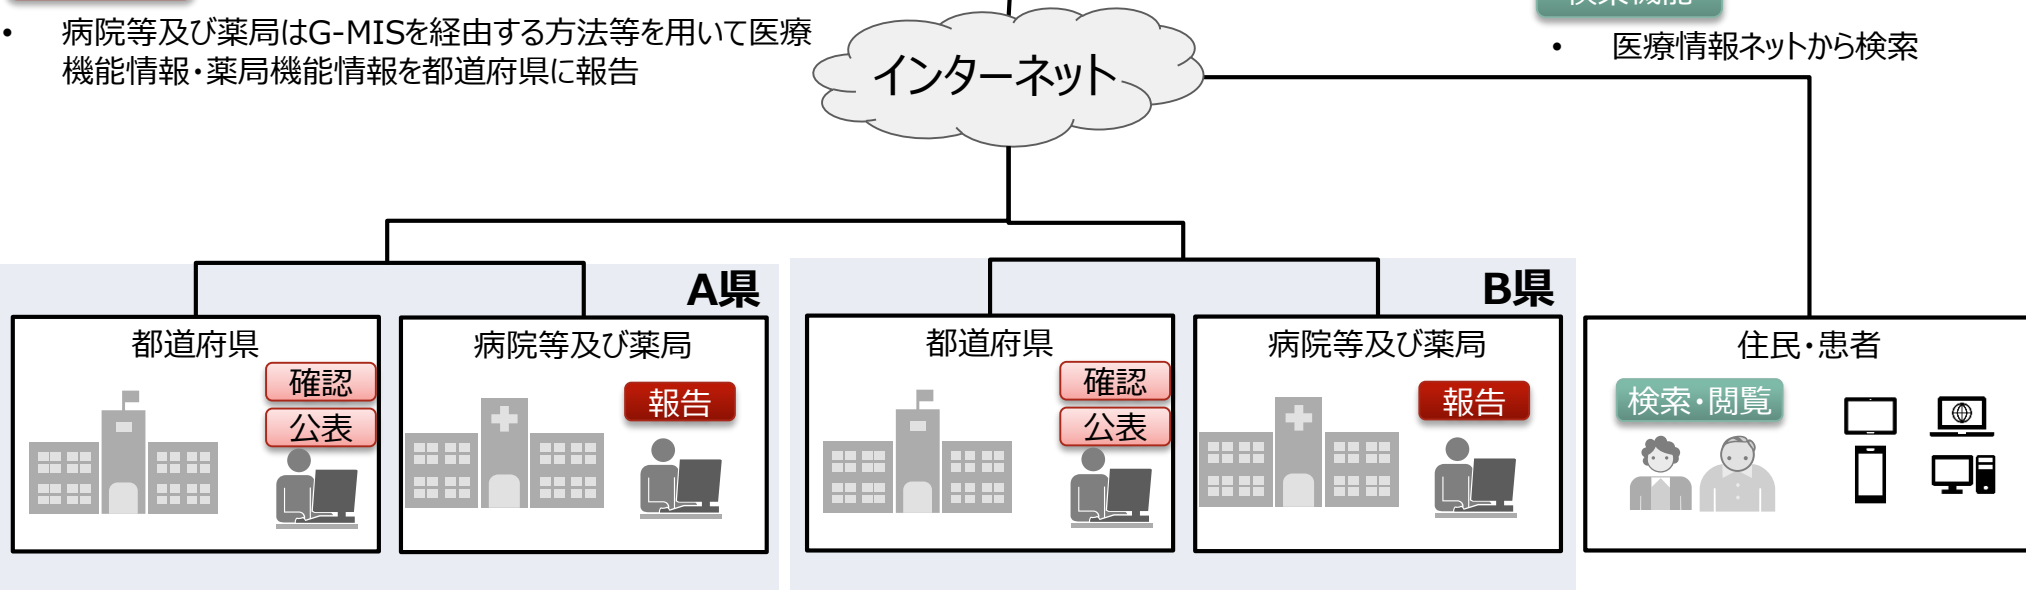 • 病院等及び薬局はG-MISを経由する方法等を用いて医療
機能情報・薬局機能情報を都道府県に報告
インターネット
検索機能
• 医療情報ネットから検索
A県
都道府県
確認
公表
病院等及び薬局
報告
B県
都道府県
確認
公表
病院等及び薬局
報告
住民・患者
検索・閲覧